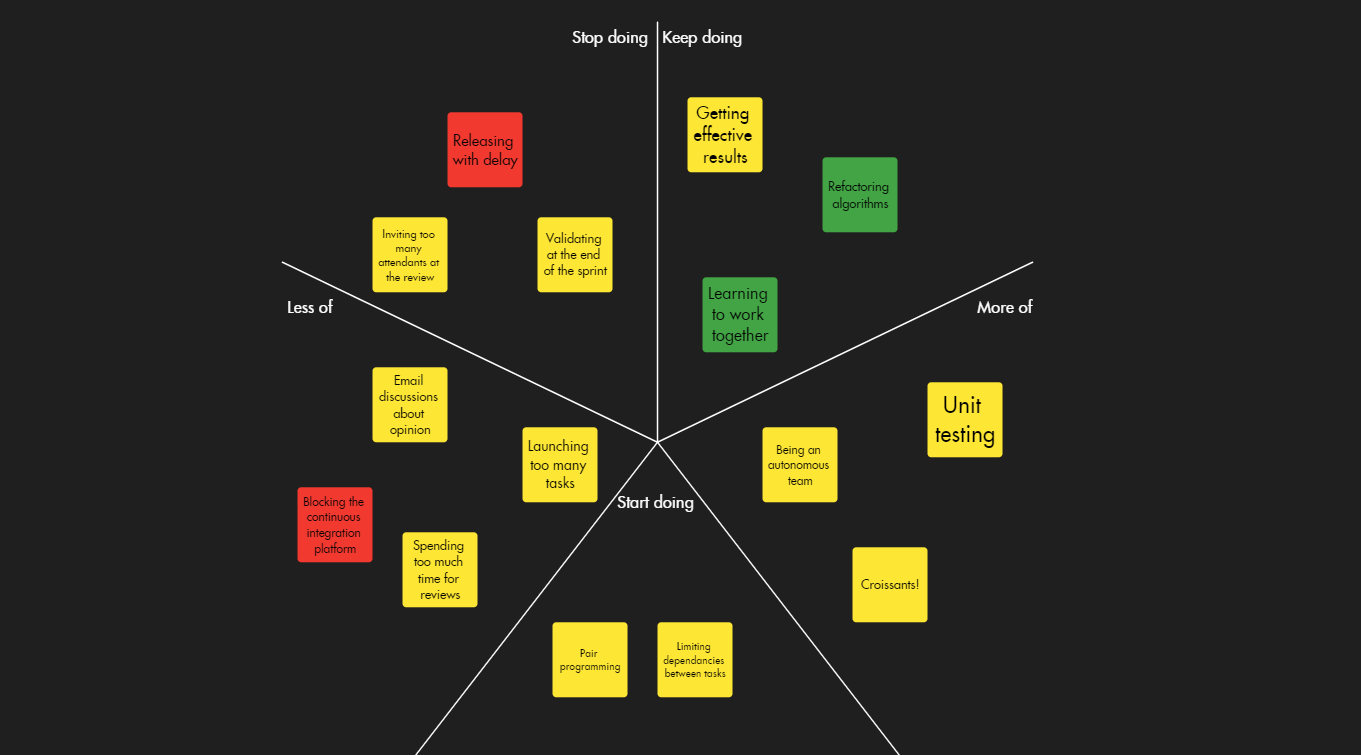 Stop doing
Keep doing
Releasing
with delay
Inviting too
many
attendants at
the review
Validating
at the end
of the sprint
Getting
effective
results
Refactoring
algorithms
Learning
to work
together
Less of
More of
Email
discussions
about
opinion
Launching
too many
tasks
Blocking the
continuous
integration
platform
Spending
too much
time for
reviews
Start doing
Pair
programming
Limiting
dependancies
between tasks
Being an
autonomous
team
Unit
testing
Croissants!